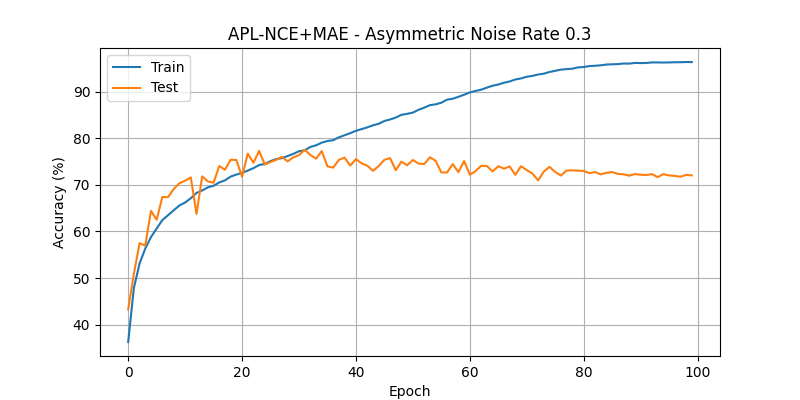 APL-NCE+MAE - Asymmetric Noise Rate 0.3
Train
Test
90
80
70
60
50
40
Accuracy (%)
0 20 40 60 80 100
Epoch